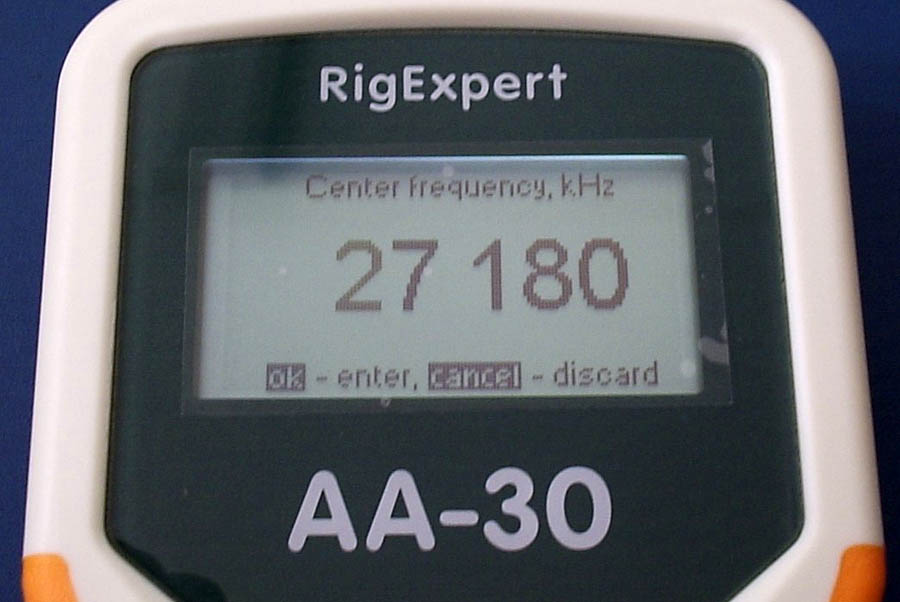 RigExpert
Center frequency, kHz
27 180
ok - enter, cancel - discard
AA-30